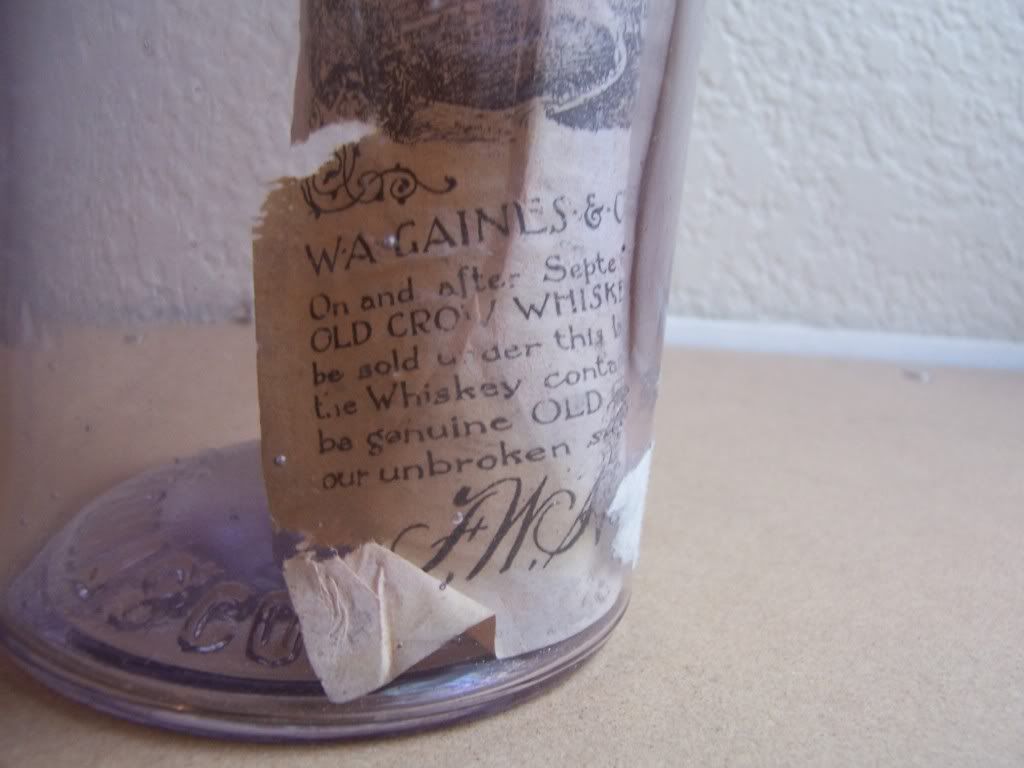 W·A·GAINES·&·C
On and after Septe
OLD CROW WHISKE
be sold under this
the Whiskey conta
be genuine OLD
our unbroken
F.W.
&CO